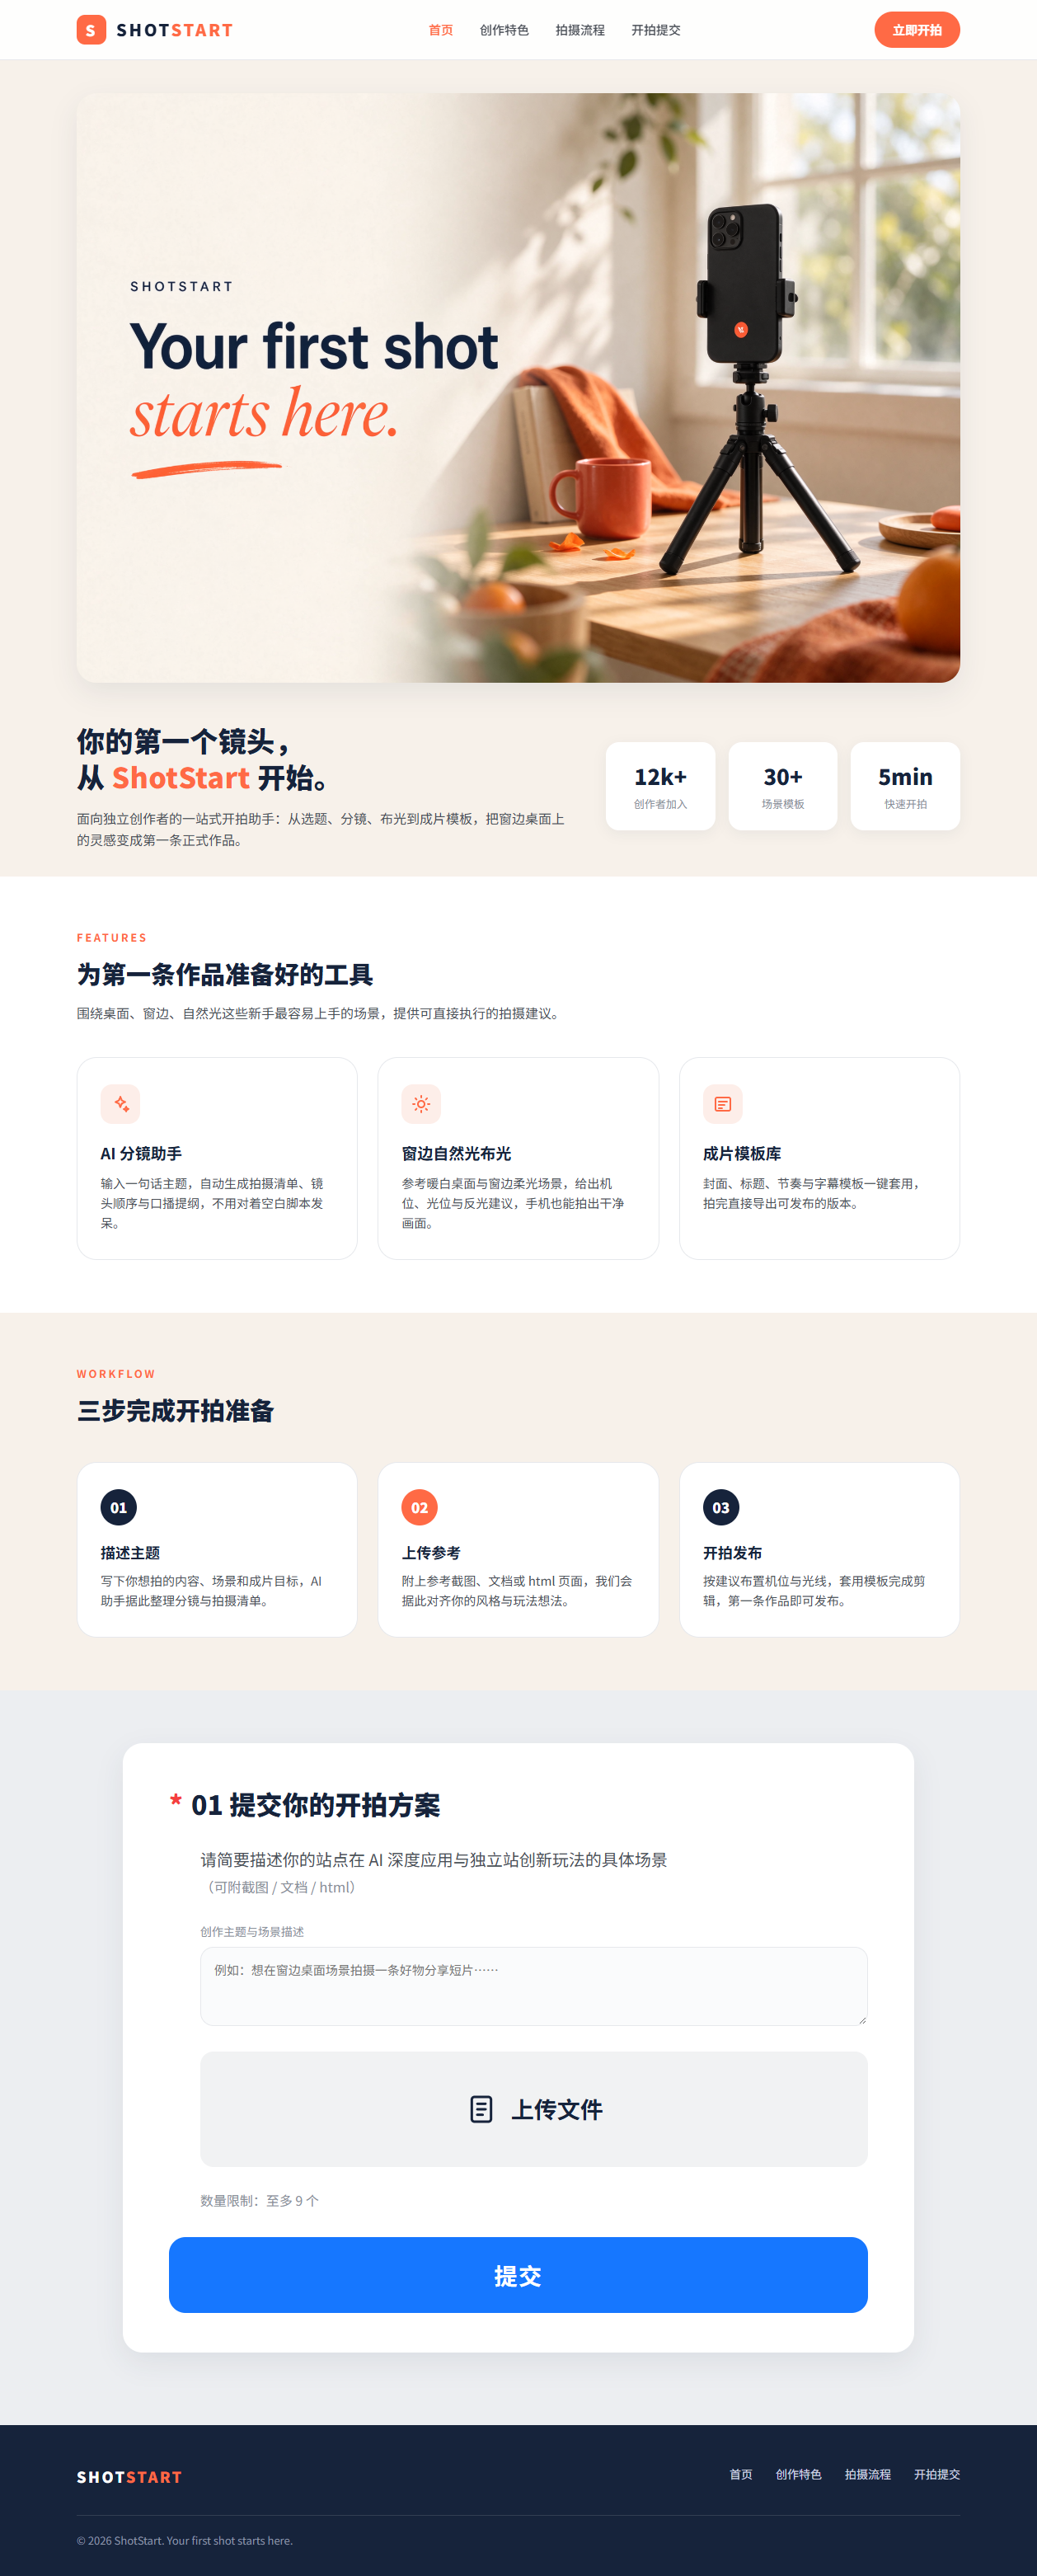 S SHOTSTART
首页 创作特色 拍摄流程 开拍提交
立即开拍
SHOTSTART
Your first shot
starts here.
你的第一个镜头，
从 ShotStart 开始。
面向独立创作者的一站式开拍助手：从选题、分镜、布光到成片模板，把窗边桌面上
的灵感变成第一条正式作品。
12k+
创作者加入
30+
场景模板
5min
快速开拍
FEATURES
为第一条作品准备好的工具
围绕桌面、窗边、自然光这些新手最容易上手的场景，提供可直接执行的拍摄建议。
AI 分镜助手
输入一句话主题，自动生成拍摄清单、镜
头顺序与口播提纲，不用对着空白脚本发
呆。
窗边自然光布光
参考暖白桌面与窗边柔光场景，给出机
位、光位与反光建议，手机也能拍出干净
画面。
成片模板库
封面、标题、节奏与字幕模板一键套用，
拍完直接导出可发布的版本。
WORKFLOW
三步完成开拍准备
01
描述主题
写下你想拍的内容、场景和成片目标，AI
助手据此整理分镜与拍摄清单。
02
上传参考
附上参考截图、文档或 html 页面，我们会
据此对齐你的风格与玩法想法。
03
开拍发布
按建议布置机位与光线，套用模板完成剪
辑，第一条作品即可发布。
* 01 提交你的开拍方案
请简要描述你的站点在 AI 深度应用与独立站创新玩法的具体场景
（可附截图 / 文档 / html）
创作主题与场景描述
例如：想在窗边桌面场景拍摄一条好物分享短片……
上传文件
数量限制：至多 9 个
提交
SHOTSTART
首页 创作特色 拍摄流程 开拍提交
© 2026 ShotStart. Your first shot starts here.